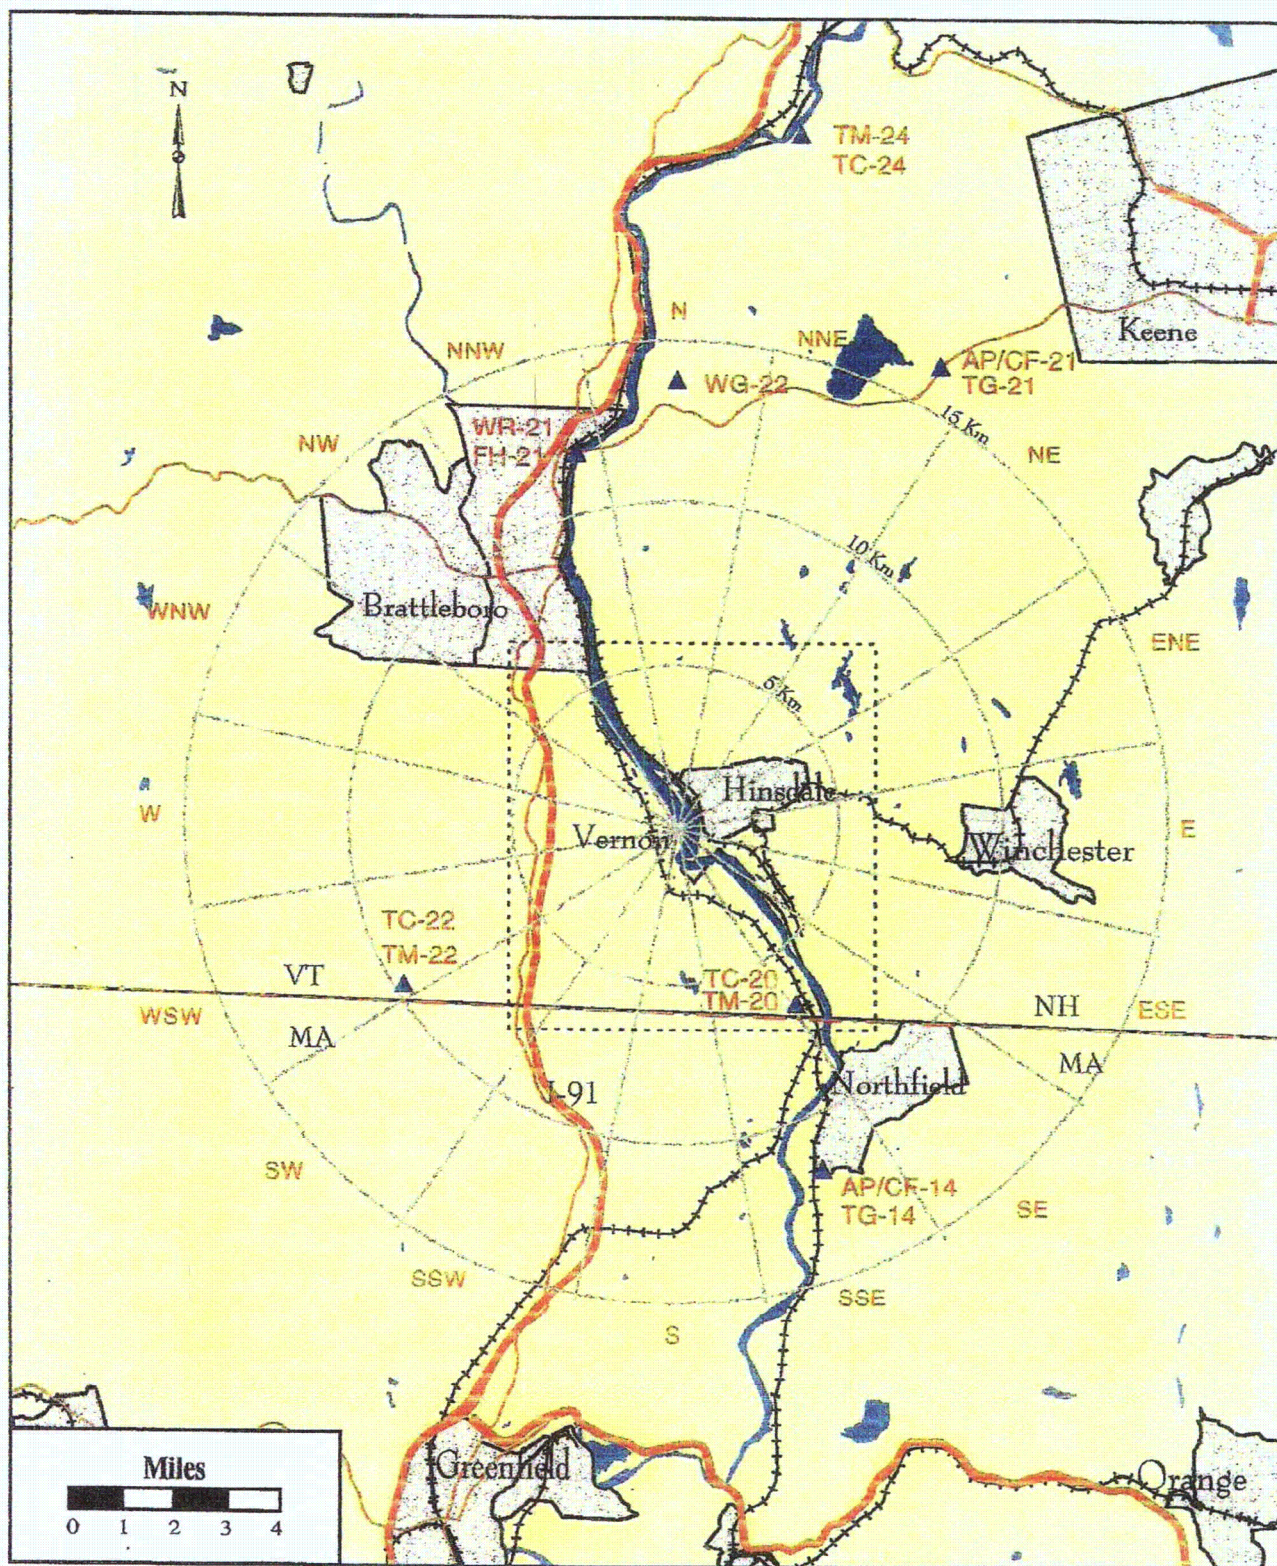 N
TM-24
TC-24
Keene
N
NNE
NNW
AP/CF-21
TG-21
WG-22
15 Km
WR-21
FH-21
NW
NE
10 Km
Brattleboro
WNW
ENE
5 Km
Hinsdale
W
Vernon
E
Winchester
TC-22
TM-22
VT
TC-20
TM-20
NH
ESE
WSW
MA
MA
Northfield
I-91
SW
AP/CF-14
TG-14
SE
SSW
SSE
S
Miles
0 1 2 3 4
Greenfield
Orange